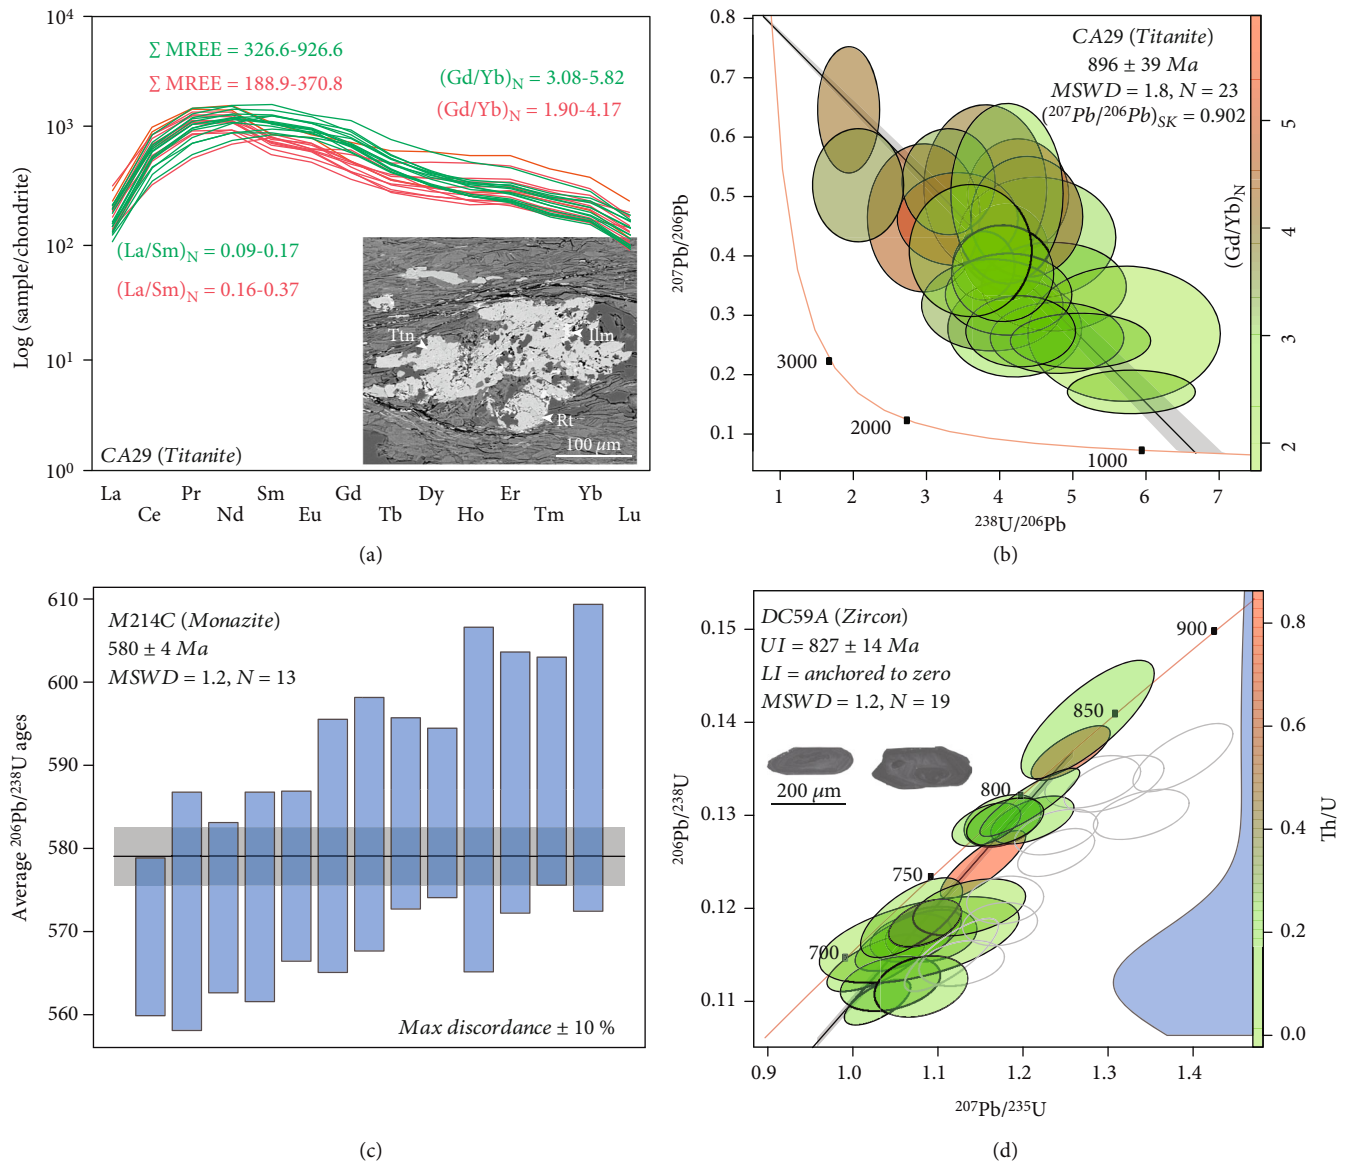 10⁴
10³
10²
10¹
10⁰
Log (sample/chondrite)
∑ MREE = 326.6-926.6
∑ MREE = 188.9-370.8
(Gd/Yb)N = 3.08-5.82
(Gd/Yb)N = 1.90-4.17
(La/Sm)N = 0.09-0.17
(La/Sm)N = 0.16-0.37
Ttn
Ilm
Rt
100 μm
CA29 (Titanite)
La Pr Sm Gd Dy Er Yb
Ce Nd Eu Tb Ho Tm Lu
(a)
0.8
0.7
0.6
0.5
0.4
0.3
0.2
0.1
²⁰⁷Pb/²⁰⁶Pb
CA29 (Titanite)
896 ± 39 Ma
MSWD = 1.8, N = 23
(²⁰⁷Pb/²⁰⁶Pb)SK = 0.902
3000
2000
1000
1 2 3 4 5 6 7
²³⁸U/²⁰⁶Pb
5
4
3
2
(Gd/Yb)N
(b)
610
600
590
580
570
560
Average ²⁰⁶Pb/²³⁸U ages
M214C (Monazite)
580 ± 4 Ma
MSWD = 1.2, N = 13
Max discordance ± 10 %
(c)
0.15
0.14
0.13
0.12
0.11
²⁰⁶Pb/²³⁸U
DC59A (Zircon)
UI = 827 ± 14 Ma
LI = anchored to zero
MSWD = 1.2, N = 19
200 μm
900
850
800
750
700
0.9 1.0 1.1 1.2 1.3 1.4
²⁰⁷Pb/²³⁵U
0.8
0.6
0.4
0.2
0.0
Th/U
(d)